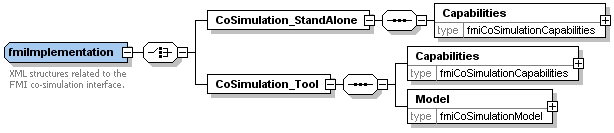 fmiImplementation
XML structures related to the
FMI co-simulation interface.
CoSimulation_StandAlone
Capabilities
type fmiCoSimulationCapabilities
CoSimulation_Tool
Capabilities
type fmiCoSimulationCapabilities
Model
type fmiCoSimulationModel